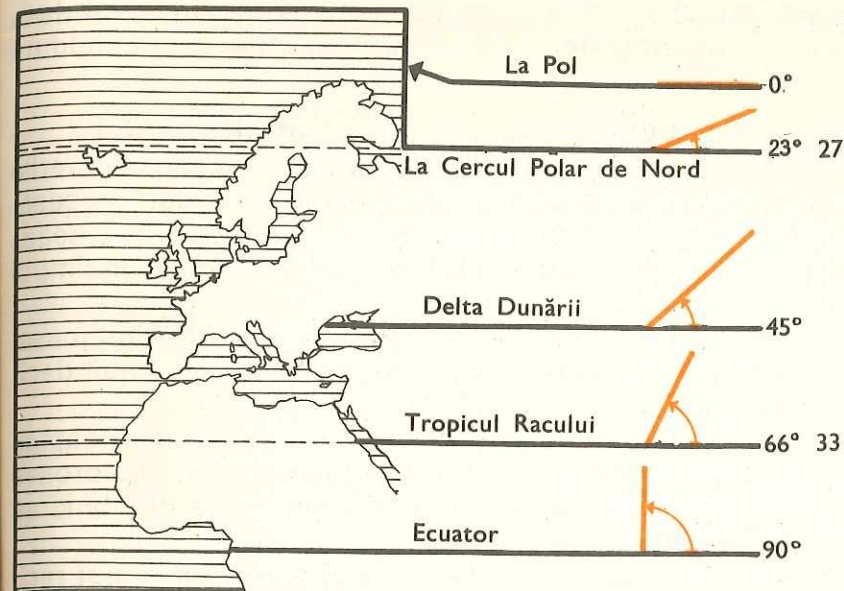 La Pol 0°
23° 27
La Cercul Polar de Nord
Delta Dunării 45°
Tropicul Racului 66° 33
Ecuator 90°